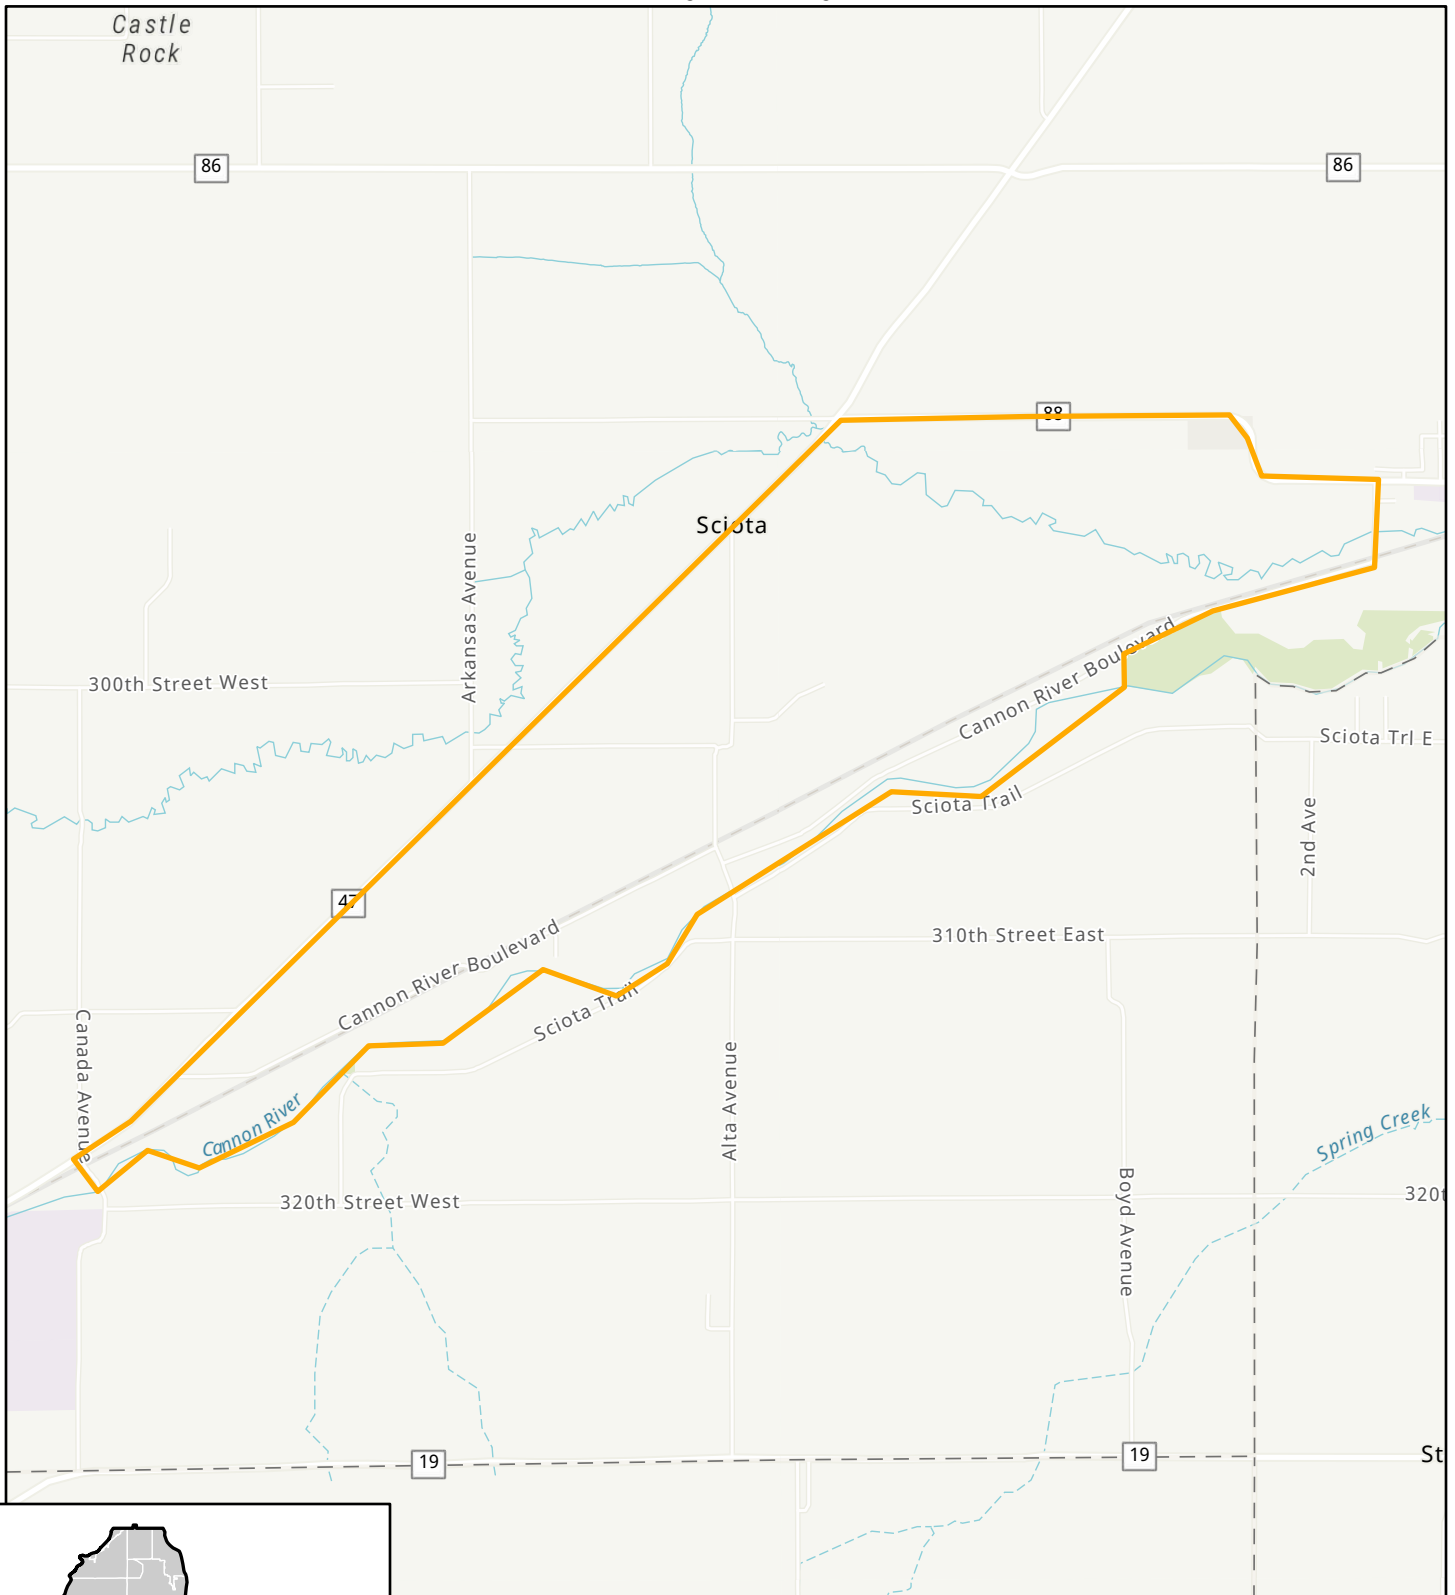 Castle
Rock
86
86
88
Sciota
Arkansas Avenue
300th Street West
Cannon River Boulevard
Sciota Trl E
Sciota Trail
2nd Ave
47
310th Street East
Cannon River Boulevard
Sciota Trail
Canada Avenue
Cannon River
Alta Avenue
Spring Creek
320th Street West
Boyd Avenue
320t
19
19
St